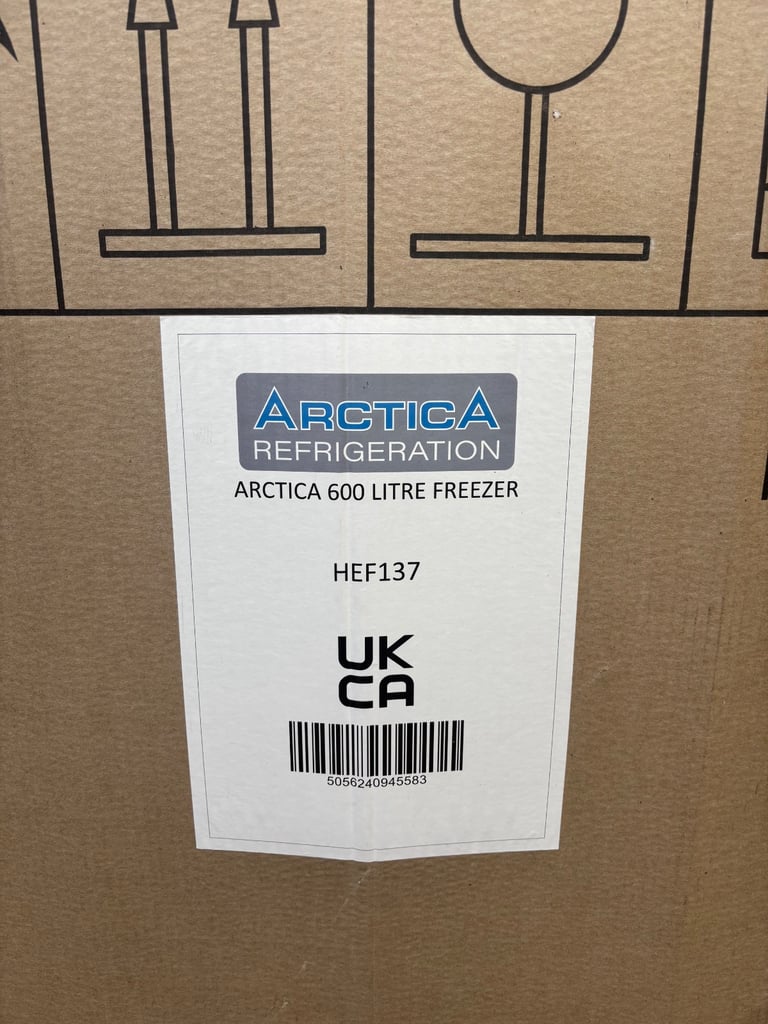 ARCTICA
REFRIGERATION
ARCTICA 600 LITRE FREEZER
HEF137
UK
CA
5056240945583